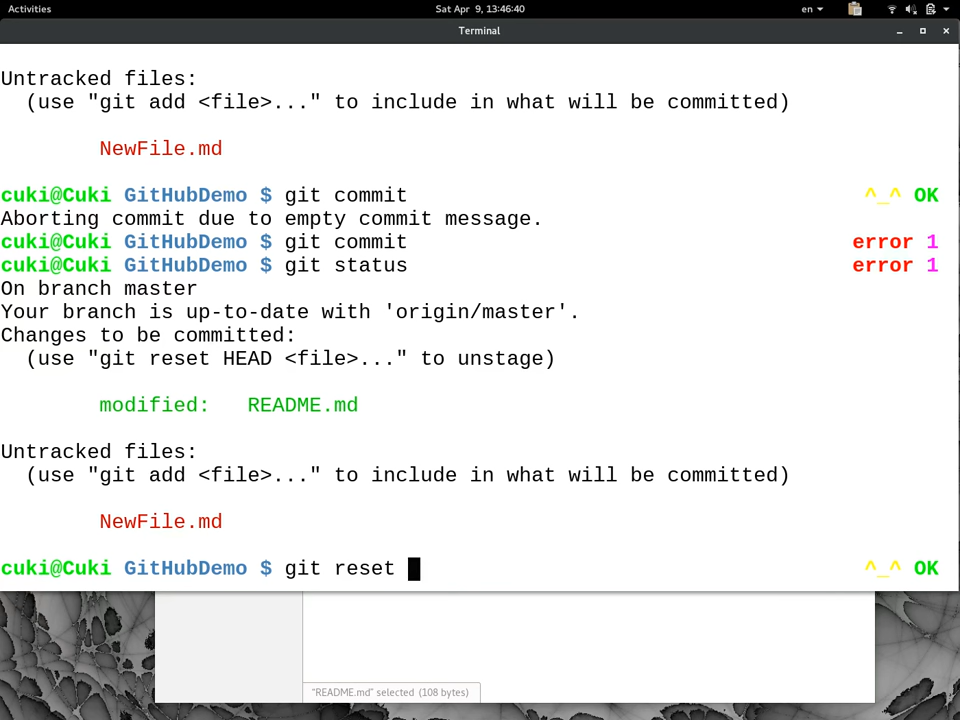 Activities
Sat Apr 9, 13:46:40
en
Terminal
Untracked files:
(use "git add <file>..." to include in what will be committed)
NewFile.md
cuki@Cuki GitHubDemo $ git commit ^_^ OK
Aborting commit due to empty commit message.
cuki@Cuki GitHubDemo $ git commit error 1
cuki@Cuki GitHubDemo $ git status error 1
On branch master
Your branch is up-to-date with 'origin/master'.
Changes to be committed:
(use "git reset HEAD <file>..." to unstage)
modified: README.md
Untracked files:
(use "git add <file>..." to include in what will be committed)
NewFile.md
cuki@Cuki GitHubDemo $ git reset ^_^ OK
"README.md" selected (108 bytes)